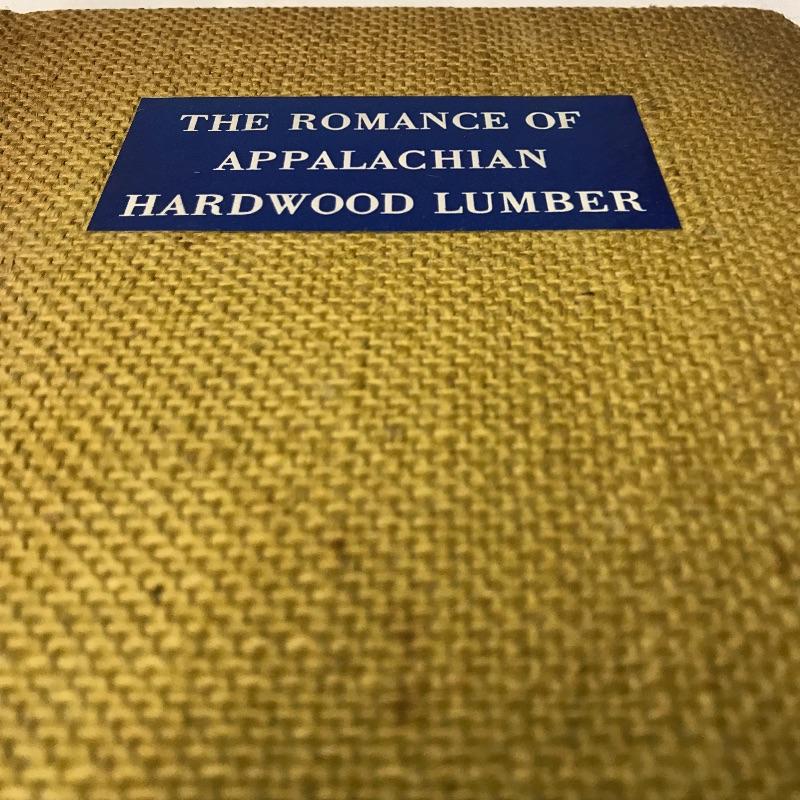 THE ROMANCE OF
APPALACHIAN
HARDWOOD LUMBER